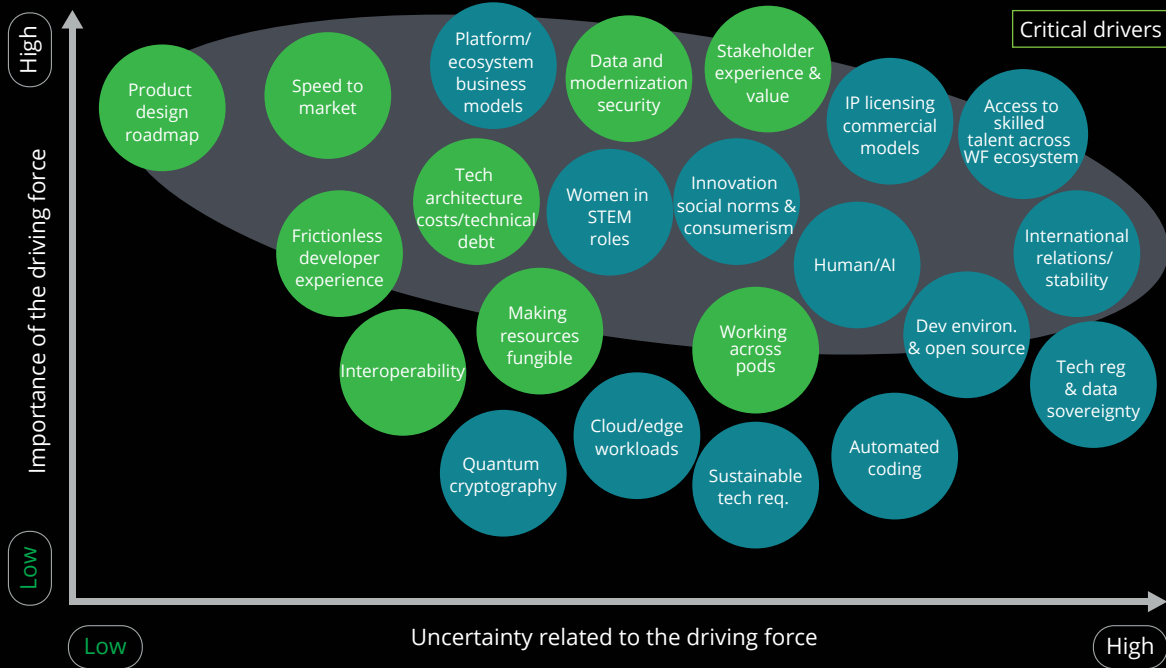 High
Importance of the driving force
Low
Critical drivers
Product
design
roadmap
Speed to
market
Platform/
ecosystem
business
models
Data and
modernization
security
Stakeholder
experience &
value
IP licensing
commercial
models
Access to
skilled
talent across
WF ecosystem
Frictionless
developer
experience
Tech
architecture
costs/technical
debt
Women in
STEM
roles
Innovation
social norms &
consumerism
Human/AI
International
relations/
stability
Interoperability
Making
resources
fungible
Working
across
pods
Dev environ.
& open source
Tech reg
& data
sovereignty
Quantum
cryptography
Cloud/edge
workloads
Sustainable
tech req.
Automated
coding
Low
Uncertainty related to the driving force
High